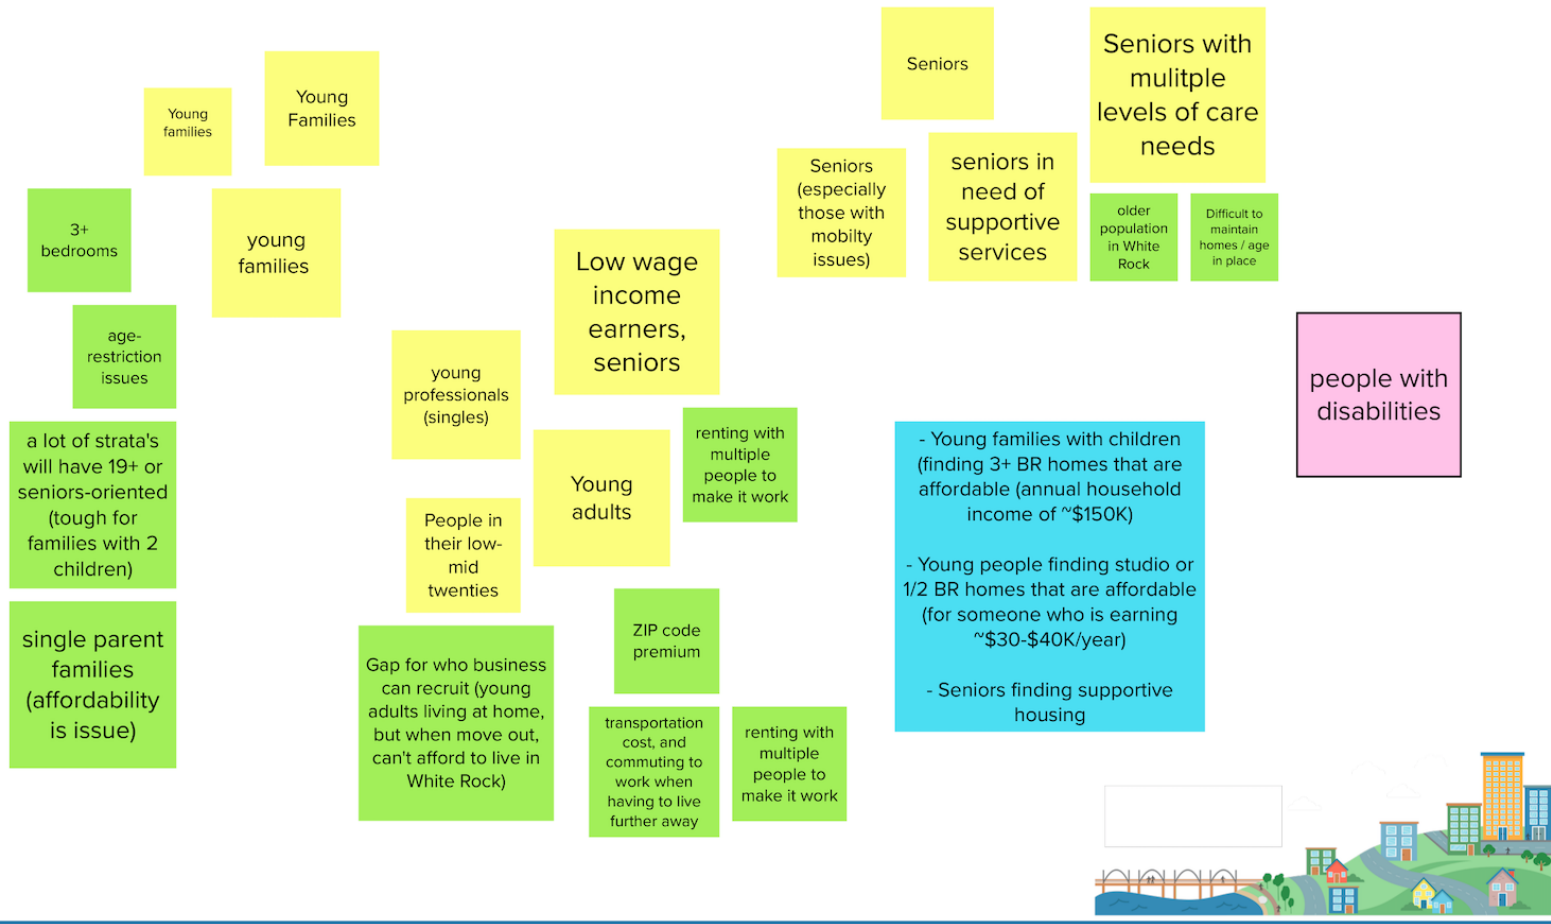 Young
families
Young
Families
3+
bedrooms
young
families
age-
restriction
issues
a lot of strata's
will have 19+ or
seniors-oriented
(tough for
families with 2
children)
single parent
families
(affordability
is issue)
Low wage
income
earners,
seniors
young
professionals
(singles)
Young
adults
renting with
multiple
people to
make it work
People in
their low-
mid
twenties
Gap for who business
can recruit (young
adults living at home,
but when move out,
can't afford to live in
White Rock)
ZIP code
premium
transportation
cost, and
commuting to
work when
having to live
further away
renting with
multiple
people to
make it work
Seniors
Seniors with
mulitple
levels of care
needs
Seniors
(especially
those with
mobilty
issues)
seniors in
need of
supportive
services
older
population
in White
Rock
Difficult to
maintain
homes / age
in place
people with
disabilities
- Young families with children
(finding 3+ BR homes that are
affordable (annual household
income of ~$150K)
- Young people finding studio or
1/2 BR homes that are affordable
(for someone who is earning
~$30-$40K/year)
- Seniors finding supportive
housing